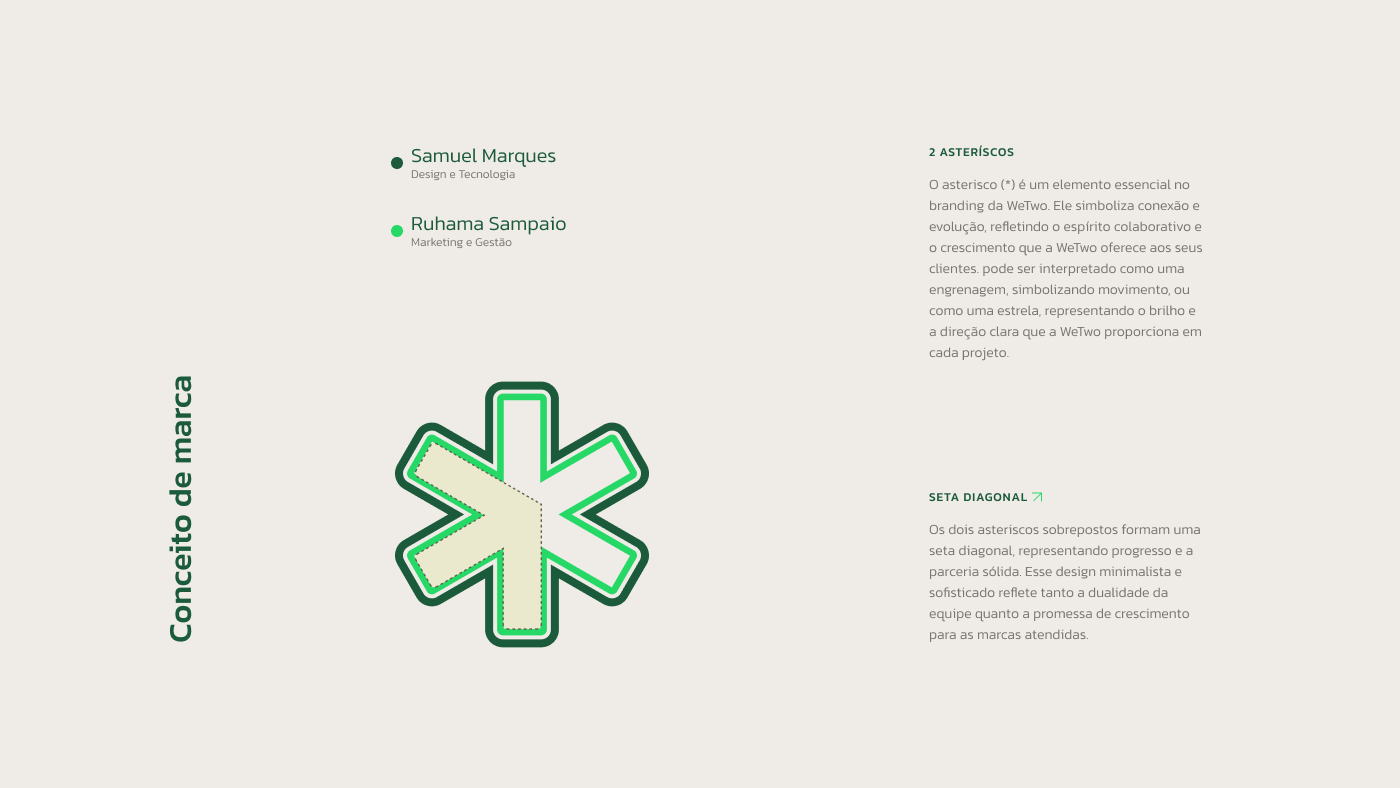 Conceito de marca
Samuel Marques
Design e Tecnologia
Ruhama Sampaio
Marketing e Gestão
2 ASTERÍSCOS
O asterisco (*) é um elemento essencial no
branding da WeTwo. Ele simboliza conexão e
evolução, refletindo o espírito colaborativo e
o crescimento que a WeTwo oferece aos seus
clientes. pode ser interpretado como uma
engrenagem, simbolizando movimento, ou
como uma estrela, representando o brilho e
a direção clara que a WeTwo proporciona em
cada projeto.
SETA DIAGONAL
Os dois asteriscos sobrepostos formam uma
seta diagonal, representando progresso e a
parceria sólida. Esse design minimalista e
sofisticado reflete tanto a dualidade da
equipe quanto a promessa de crescimento
para as marcas atendidas.